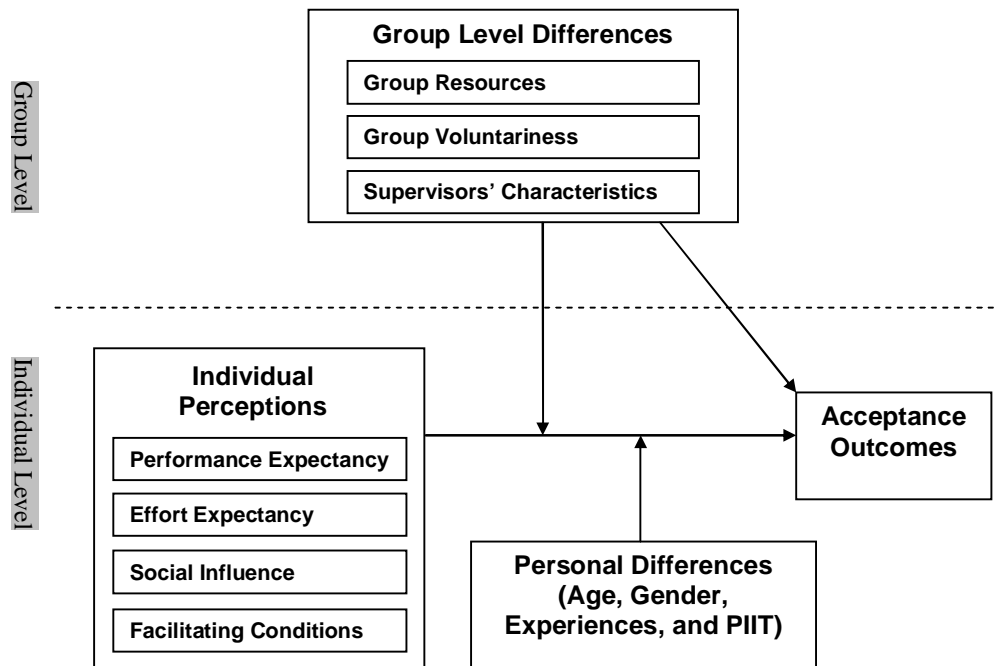 Group Level Differences
Group Resources
Group Voluntariness
Supervisors’ Characteristics
Group Level
Individual Level
Individual
Perceptions
Performance Expectancy
Effort Expectancy
Social Influence
Facilitating Conditions
Acceptance
Outcomes
Personal Differences
(Age, Gender,
Experiences, and PIIT)